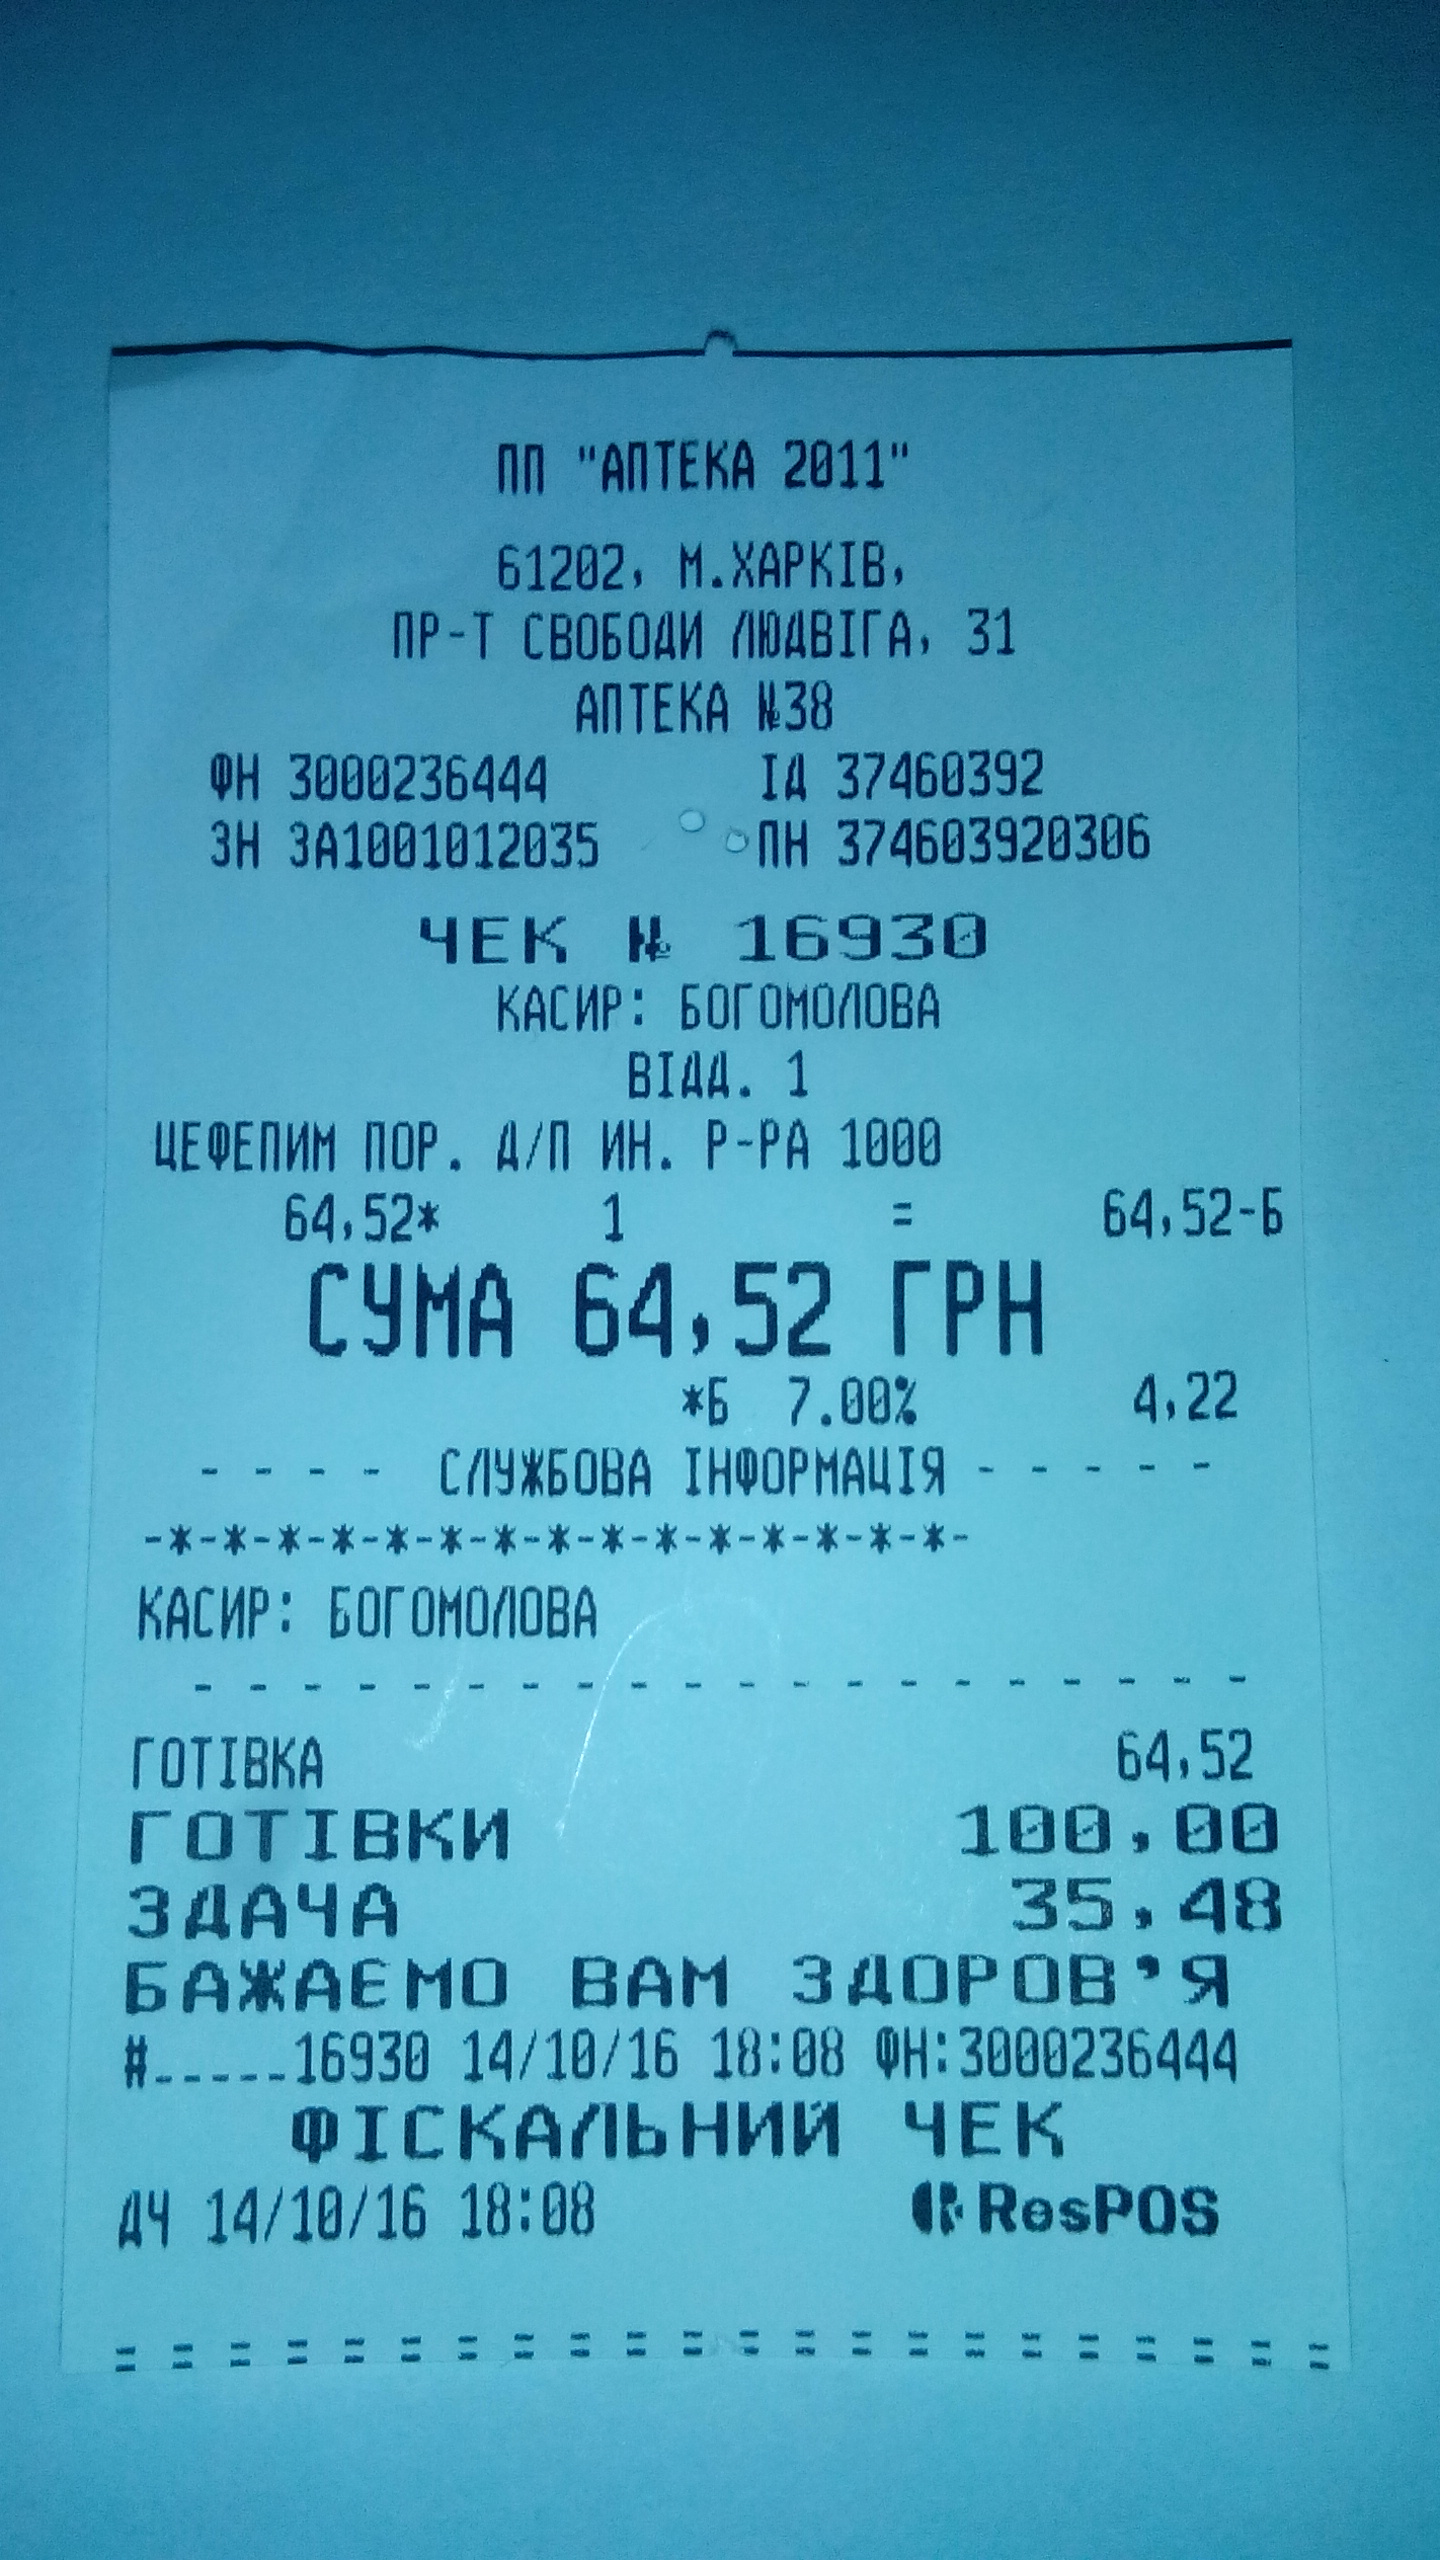 ПП "АПТЕКА 2011"
61202, М.ХАРКІВ,
ПР-Т СВОБОДИ ЛЮДВІГА, 31
АПТЕКА №38
ФН 3000236444 ІД 37460392
ЗН ЗА1001012035 ПН 374603920306
ЧЕК № 16930
КАСИР: БОГОМОЛОВА
ВІДД. 1
ЦЕФЕПИМ ПОР. Д/П ИН. Р-РА 1000
64,52* 1 = 64,52-Б
СУМА 64,52 ГРН
*Б 7.00% 4,22
- - - - СЛУЖБОВА ІНФОРМАЦІЯ - - - - -
-*-*-*-*-*-*-*-*-*-*-*-*-*-*-*-
КАСИР: БОГОМОЛОВА
- - - - - - - - - - - - - - - - - - - -
ГОТІВКА 64,52
ГОТІВКИ 100,00
ЗДАЧА 35,48
БАЖАЄМО ВАМ ЗДОРОВ'Я
#_____16930 14/10/16 18:08 ФН:3000236444
ФІСКАЛЬНИЙ ЧЕК
ДЧ 14/10/16 18:08 ResPOS
= = = = = = = = = = = = = = = = = = = = = =